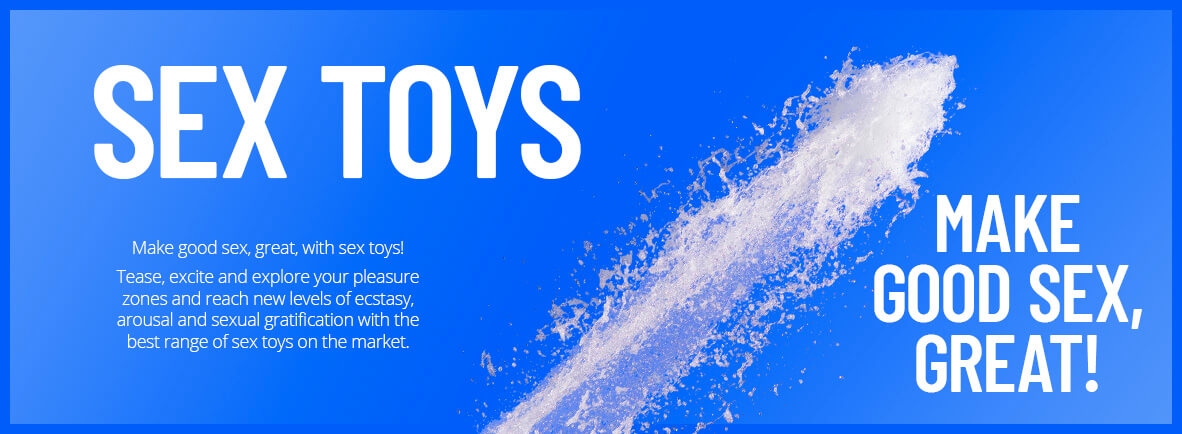 SEX TOYS
Make good sex, great, with sex toys!
Tease, excite and explore your pleasure
zones and reach new levels of ecstasy,
arousal and sexual gratification with the
best range of sex toys on the market.
MAKE
GOOD SEX,
GREAT!